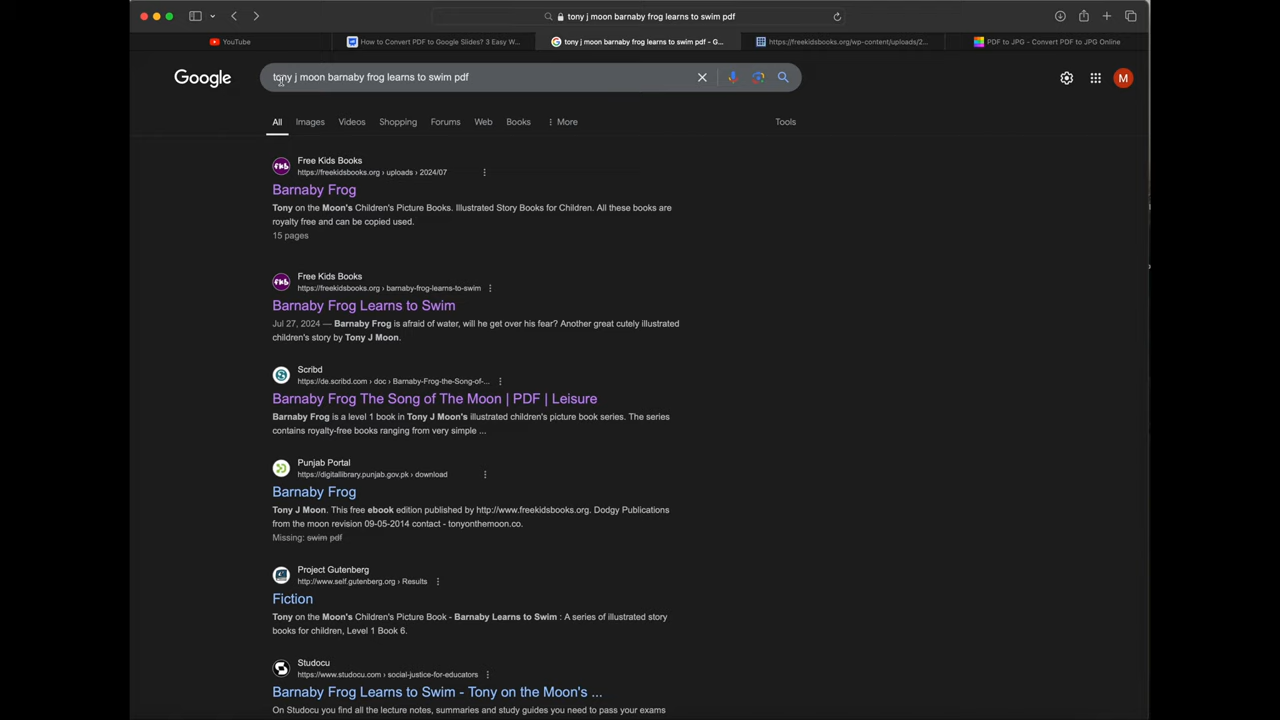 tony j moon barnaby frog learns to swim pdf
YouTube
How to Convert PDF to Google Slides? 3 Easy W...
tony j moon barnaby frog learns to swim pdf - G...
https://freekidsbooks.org/wp-content/uploads/2...
PDF to JPG – Convert PDF to JPG Online
Google
tony j moon barnaby frog learns to swim pdf
M
All
Images
Videos
Shopping
Forums
Web
Books
More
Tools
fkb
Free Kids Books
https://freekidsbooks.org › uploads › 2024/07
Barnaby Frog
Tony on the Moon's Children's Picture Books. Illustrated Story Books for Children. All these books are
royalty free and can be copied used.
15 pages
fkb
Free Kids Books
https://freekidsbooks.org › barnaby-frog-learns-to-swim
Barnaby Frog Learns to Swim
Jul 27, 2024 — Barnaby Frog is afraid of water, will he get over his fear? Another great cutely illustrated
children's story by Tony J Moon.
Scribd
https://de.scribd.com › doc › Barnaby-Frog-the-Song-of-...
Barnaby Frog The Song of The Moon | PDF | Leisure
Barnaby Frog is a level 1 book in Tony J Moon's illustrated children's picture book series. The series
contains royalty-free books ranging from very simple ...
Punjab Portal
https://digitallibrary.punjab.gov.pk › download
Barnaby Frog
Tony J Moon. This free ebook edition published by http://www.freekidsbooks.org. Dodgy Publications
from the moon revision 09-05-2014 contact - tonyonthemoon.co.
Missing: swim pdf
Project Gutenberg
http://www.self.gutenberg.org › Results
Fiction
Tony on the Moon's Children's Picture Book - Barnaby Learns to Swim : A series of illustrated story
books for children, Level 1 Book 6.
Studocu
https://www.studocu.com › social-justice-for-educators
Barnaby Frog Learns to Swim - Tony on the Moon's ...
On Studocu you find all the lecture notes, summaries and study guides you need to pass your exams